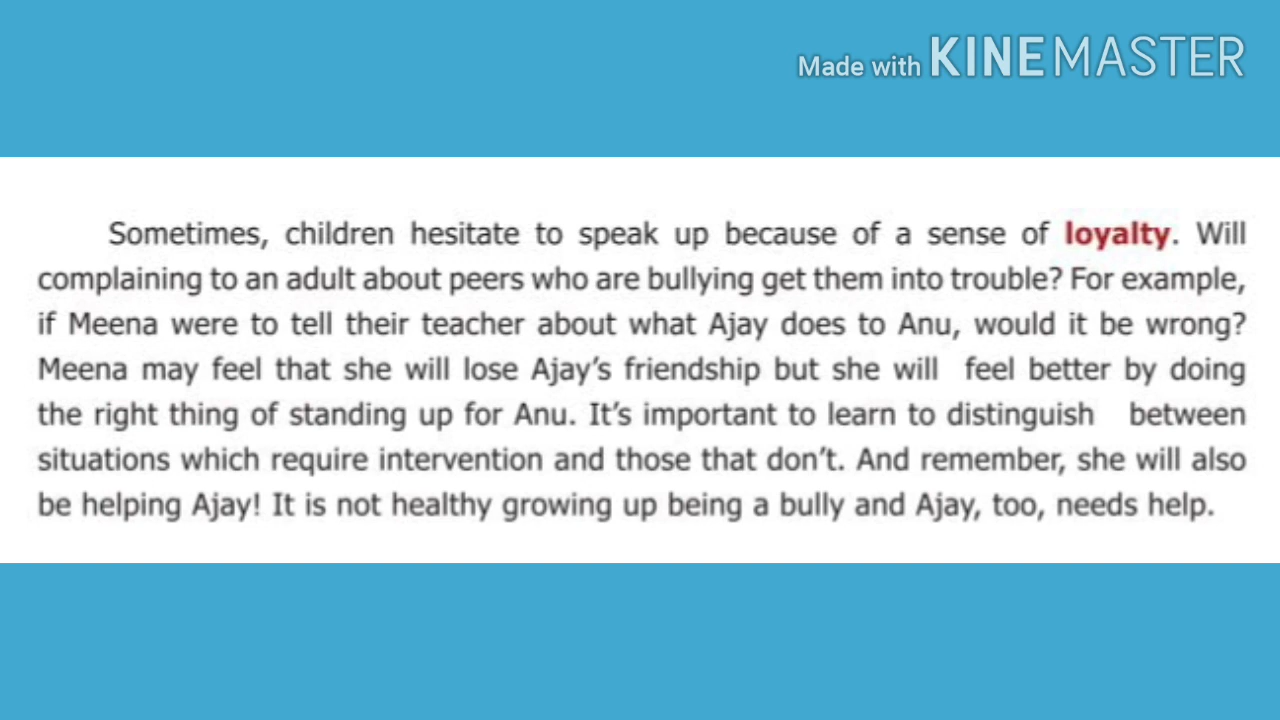 Made with KINEMASTER
Sometimes, children hesitate to speak up because of a sense of loyalty. Will
complaining to an adult about peers who are bullying get them into trouble? For example,
if Meena were to tell their teacher about what Ajay does to Anu, would it be wrong?
Meena may feel that she will lose Ajay's friendship but she will feel better by doing
the right thing of standing up for Anu. It's important to learn to distinguish between
situations which require intervention and those that don't. And remember, she will also
be helping Ajay! It is not healthy growing up being a bully and Ajay, too, needs help.